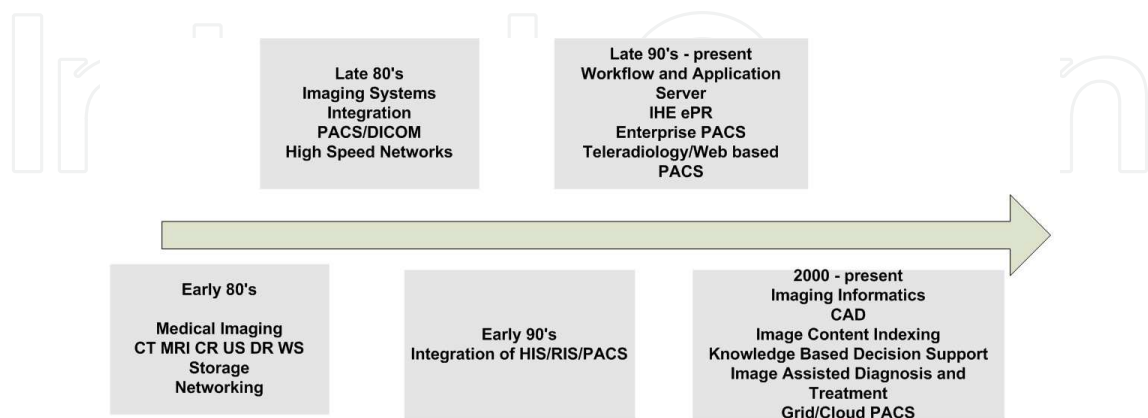 Late 80's
Imaging Systems
Integration
PACS/DICOM
High Speed Networks
Late 90's - present
Workflow and Application
Server
IHE ePR
Enterprise PACS
Teleradiology/Web based
PACS
Early 80's
Medical Imaging
CT MRI CR US DR WS
Storage
Networking
Early 90's
Integration of HIS/RIS/PACS
2000 - present
Imaging Informatics
CAD
Image Content Indexing
Knowledge Based Decision Support
Image Assisted Diagnosis and
Treatment
Grid/Cloud PACS